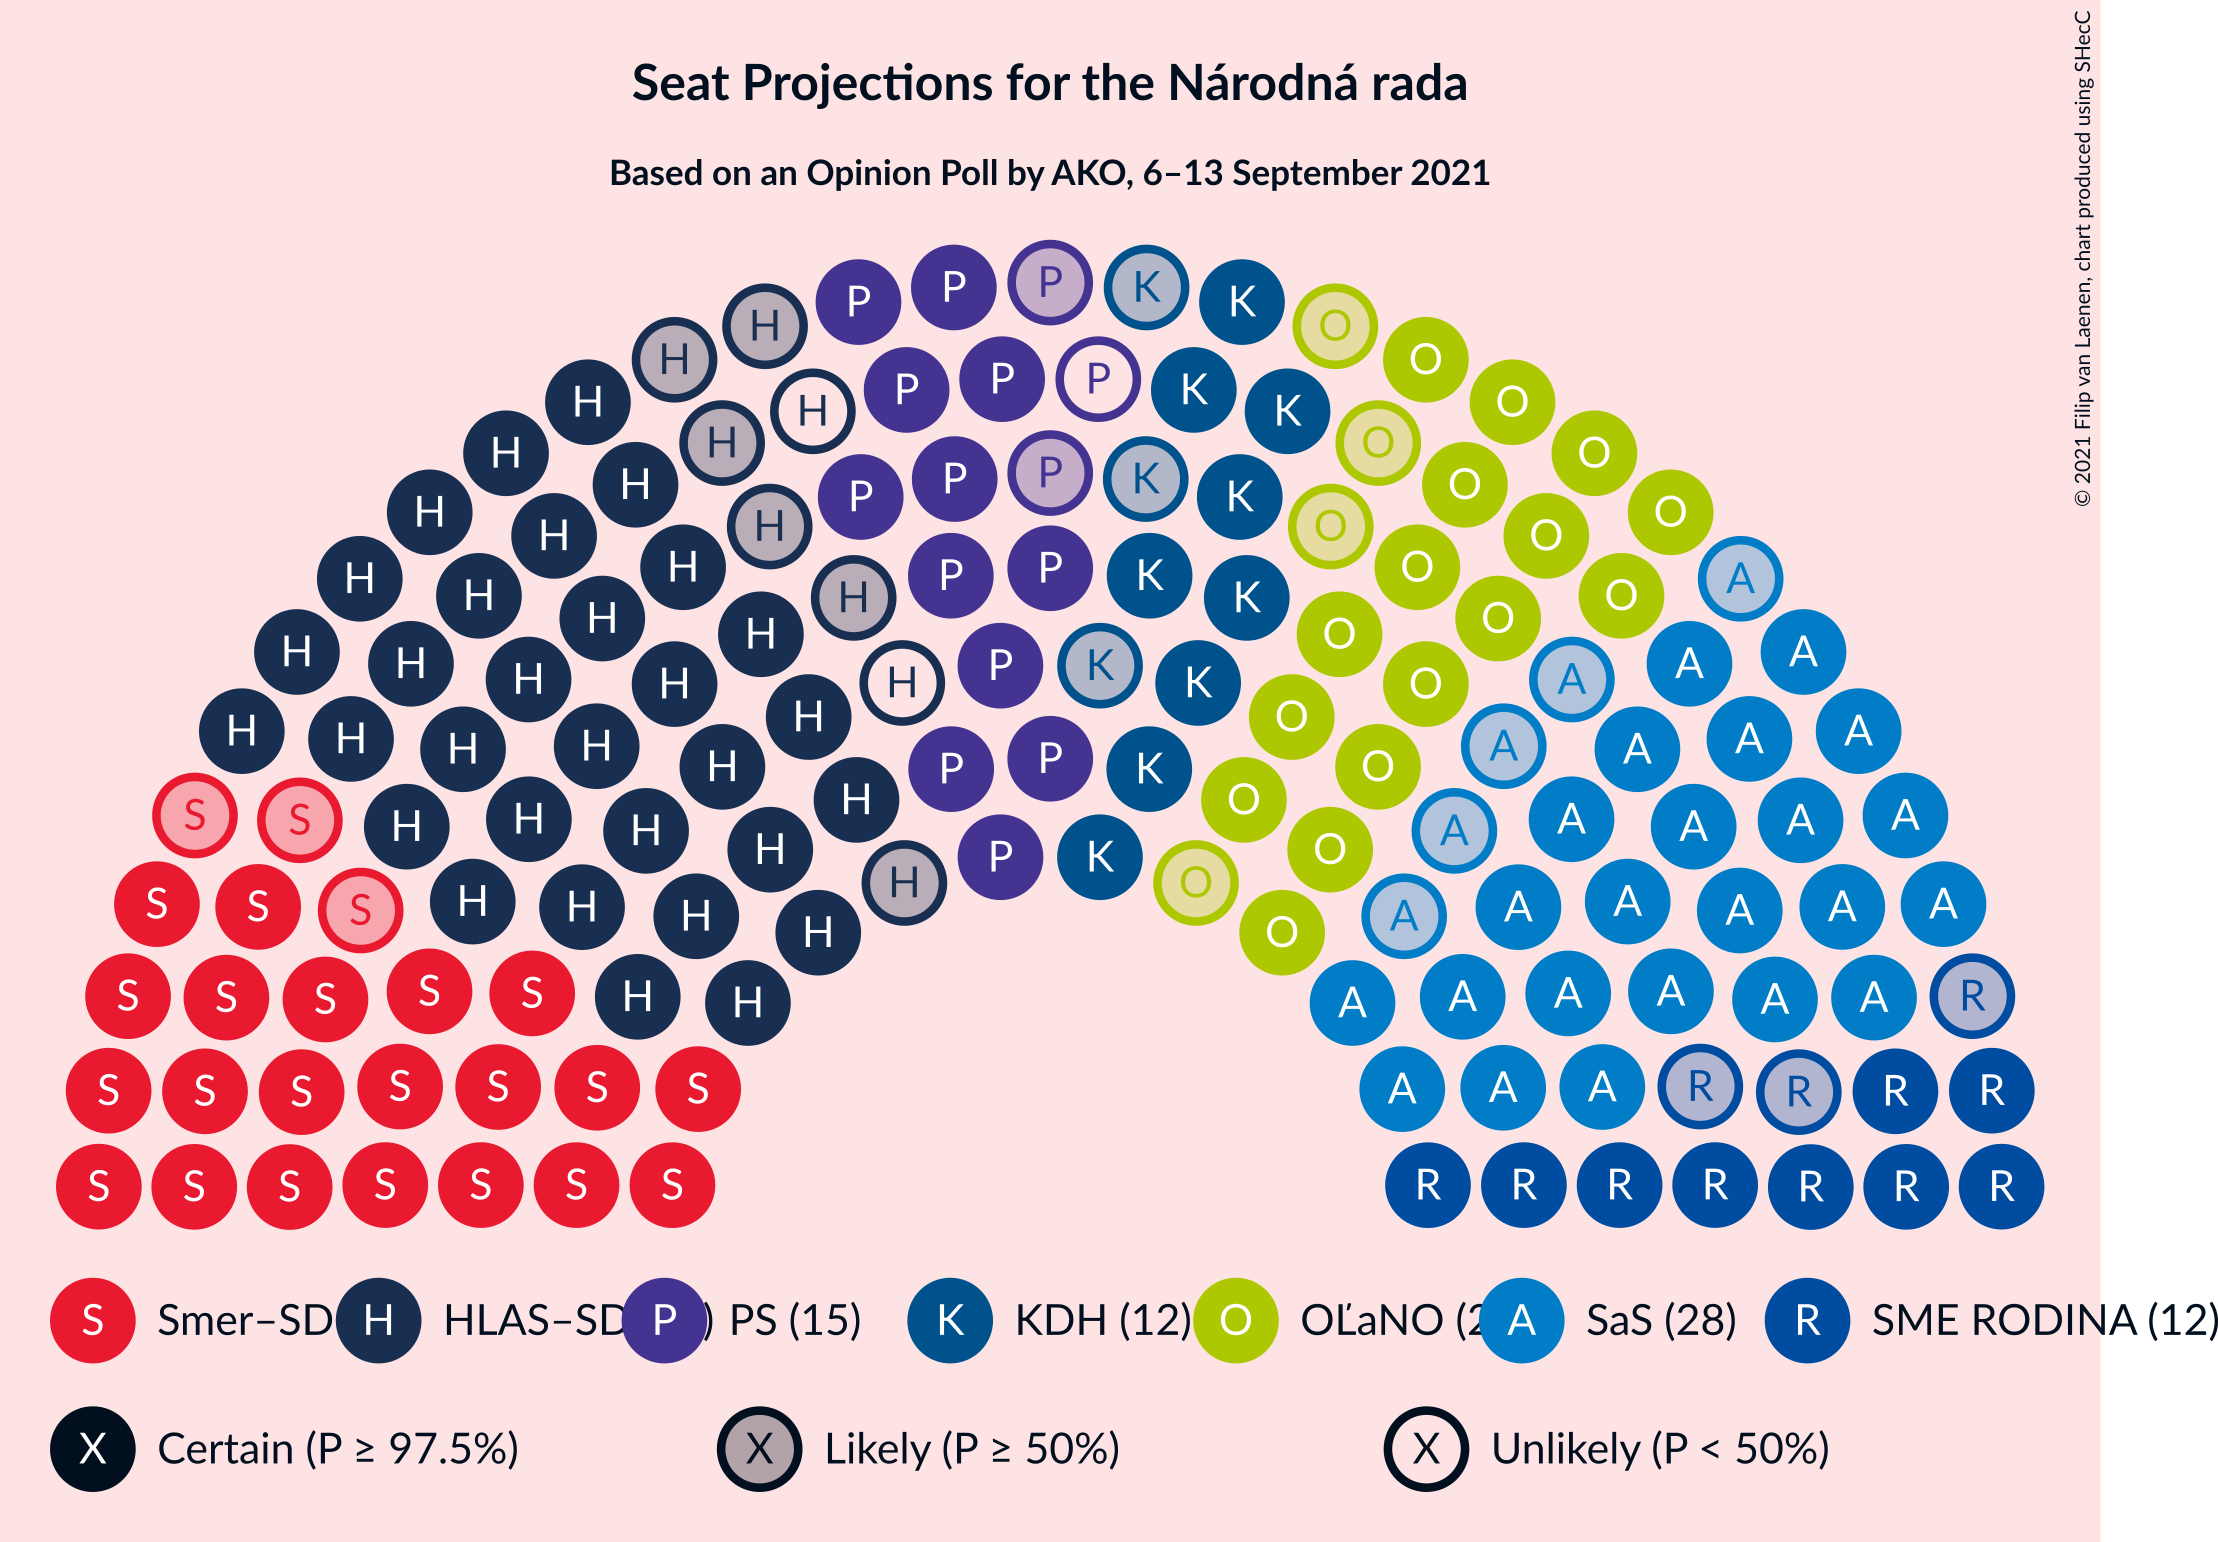 Seat Projections for the Národná rada
Based on an Opinion Poll by AKO, 6–13 September 2021
© 2021 Filip van Laenen, chart produced using SHecC
H P P P K K O
H H H P P P K K O O
H H H H P P P K K O O O O
H H H H H H P P K K O O O O A
H H H H H H H P K K O O O A A A
H H H H H H P P K O O A A A A
S S H H H H H P K O O A A A A A
S S S H H H H H O O A A A A A A
S S S S S H H A A A A A A R
S S S S S S S A A A R R R R
S S S S S S S R R R R R R R
S Smer–SD H HLAS–SD P ) PS (15) K KDH (12) O OĽaNO (2 A SaS (28) R SME RODINA (12)
X Certain (P ≥ 97.5%) X Likely (P ≥ 50%) X Unlikely (P < 50%)